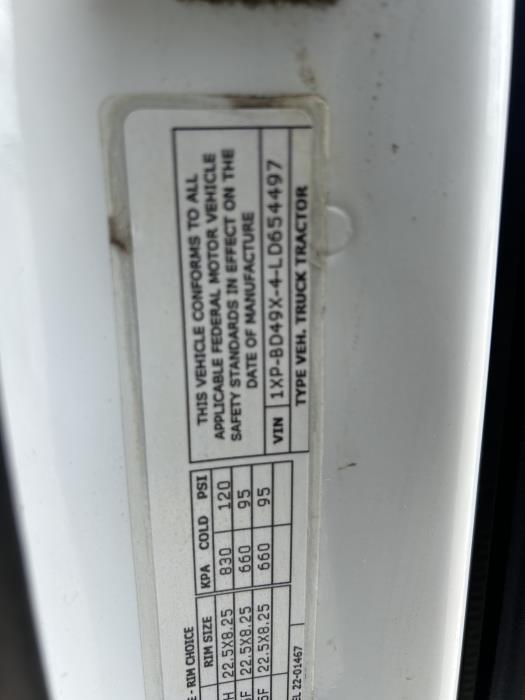 THIS VEHICLE CONFORMS TO ALL
APPLICABLE FEDERAL MOTOR VEHICLE
SAFETY STANDARDS IN EFFECT ON THE
DATE OF MANUFACTURE
VIN 1XP-BD49X-4-LD654497
TYPE VEH. TRUCK TRACTOR
- RIM CHOICE
RIM SIZE KPA COLD PSI
22.5X8.25 830 120
22.5X8.25 660 95
22.5X8.25 660 95
22-01467